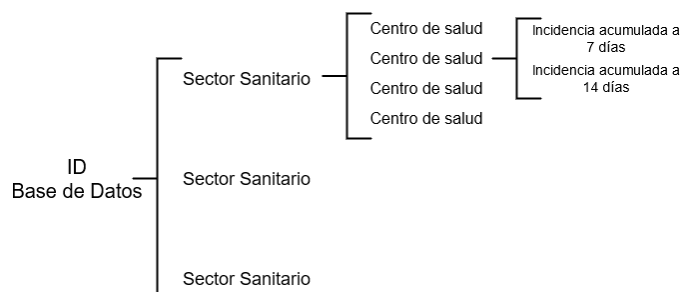 Centro de salud
Incidencia acumulada a
7 días
Centro de salud
Sector Sanitario
Incidencia acumulada a
14 días
Centro de salud
Centro de salud
ID
Base de Datos
Sector Sanitario
Sector Sanitario